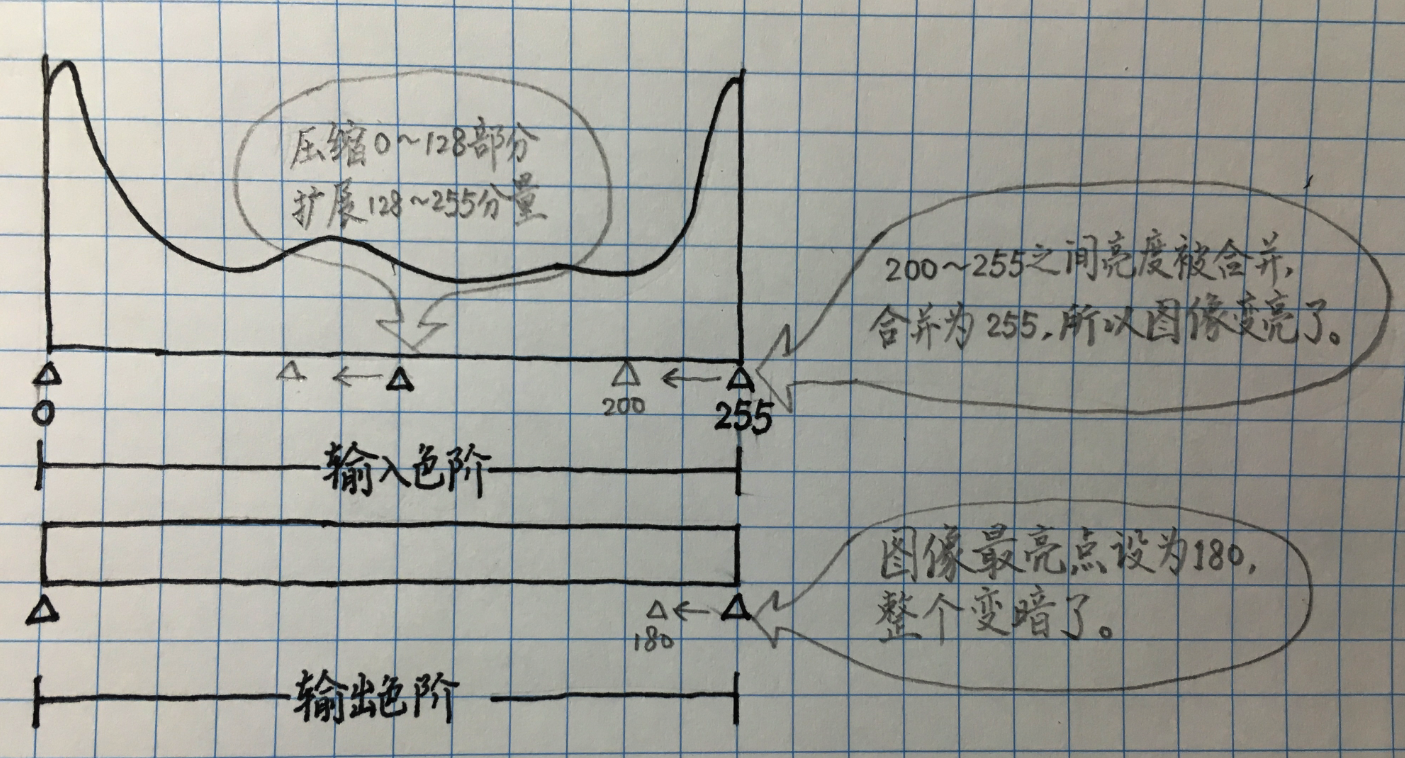 压缩0~128部分
扩展128~255分量
200~255之间亮度被合并,
合并为255,所以图像变亮了。
200
0
255
输入色阶
图像最亮点设为180,
整个变暗了。
180
输出色阶